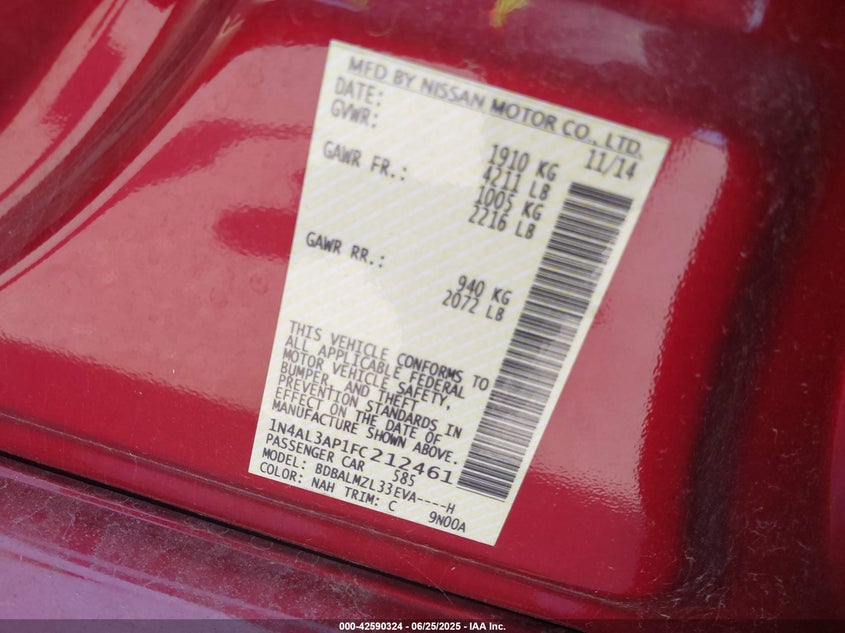 MFD BY NISSAN MOTOR CO., LTD.
DATE: 11/14
GVWR: 1910 KG
4211 LB
GAWR FR.: 1005 KG
2216 LB
GAWR RR.: 940 KG
2072 LB
THIS VEHICLE CONFORMS TO
ALL APPLICABLE FEDERAL
MOTOR VEHICLE SAFETY,
BUMPER, AND THEFT
PREVENTION STANDARDS IN
EFFECT ON THE DATE OF
MANUFACTURE SHOWN ABOVE.
1N4AL3AP1FC212461
PASSENGER CAR 585
MODEL: BDBALMZL33EVA----H
COLOR: NAH TRIM: C 9N00A
000-42590324 - 06/25/2025 - IAA Inc.